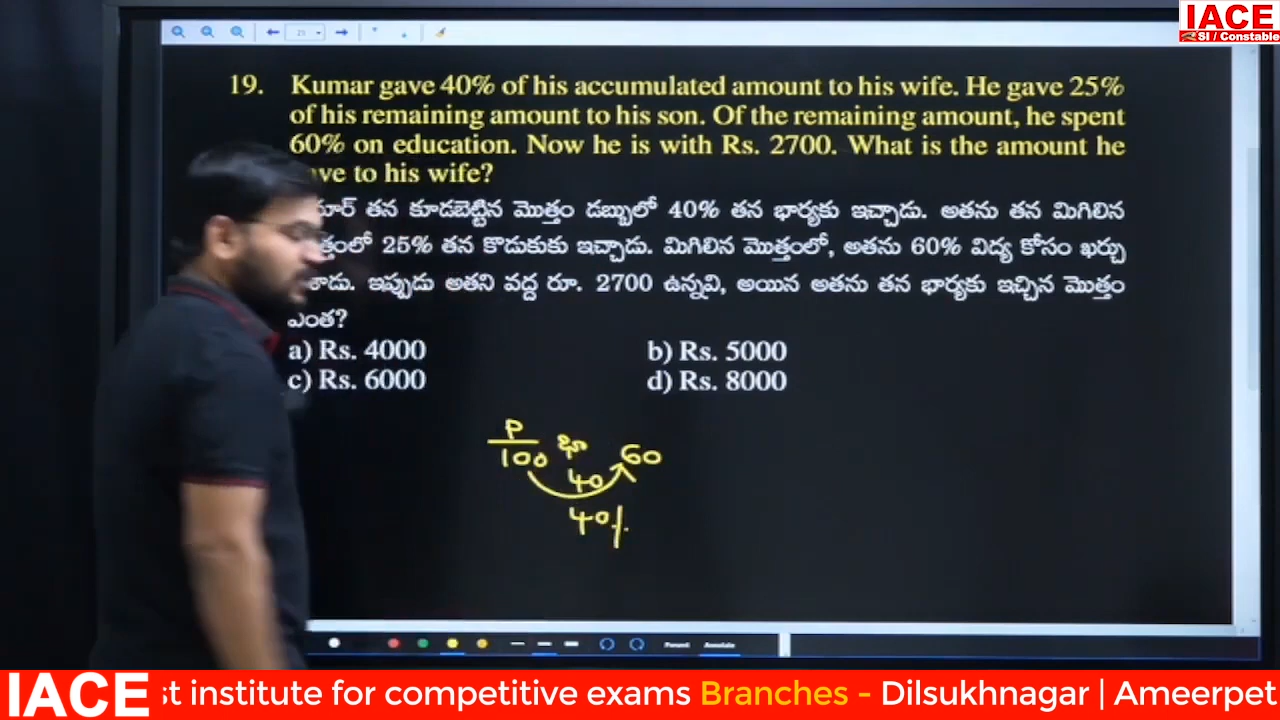 IACE
SI / Constable
21
19. Kumar gave 40% of his accumulated amount to his wife. He gave 25%
of his remaining amount to his son. Of the remaining amount, he spent
60% on education. Now he is with Rs. 2700. What is the amount he
ve to his wife?
మార్ తన కూడబెట్టిన మొత్తం డబ్బులో 40% తన భార్యకు ఇచ్చాడు. అతను తన మిగిలిన
త్తంలో 25% తన కొడుకుకు ఇచ్చాడు. మిగిలిన మొత్తంలో, అతను 60% విద్య కోసం ఖర్చు
శాడు. ఇప్పుడు అతని వద్ద రూ. 2700 ఉన్నవి, అయిన అతను తన భార్యకు ఇచ్చిన మొత్తం
ఎంత?
a) Rs. 4000 b) Rs. 5000
c) Rs. 6000 d) Rs. 8000
P
100 భా 60
40
40%
Present Annotate
IACE st institute for competitive exams Branches - Dilsukhnagar | Ameerpet